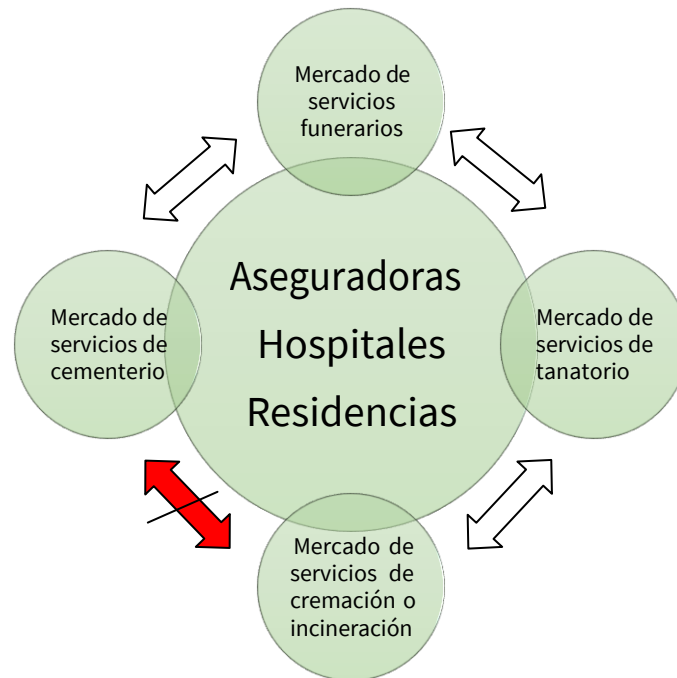 Mercado de
servicios
funerarios
Aseguradoras
Hospitales
Residencias
Mercado de
servicios de
cementerio
Mercado de
servicios de
tanatorio
Mercado de
servicios de
cremación o
incineración